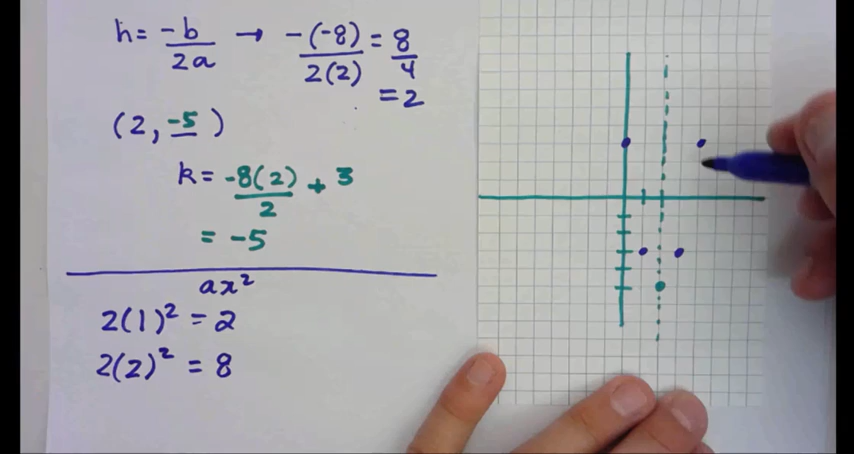 h = -b/2a → -(-8)/2(2) = 8/4
= 2
(2, -5)
k = -8(2)/2 + 3
= -5
ax²
2(1)² = 2
2(2)² = 8